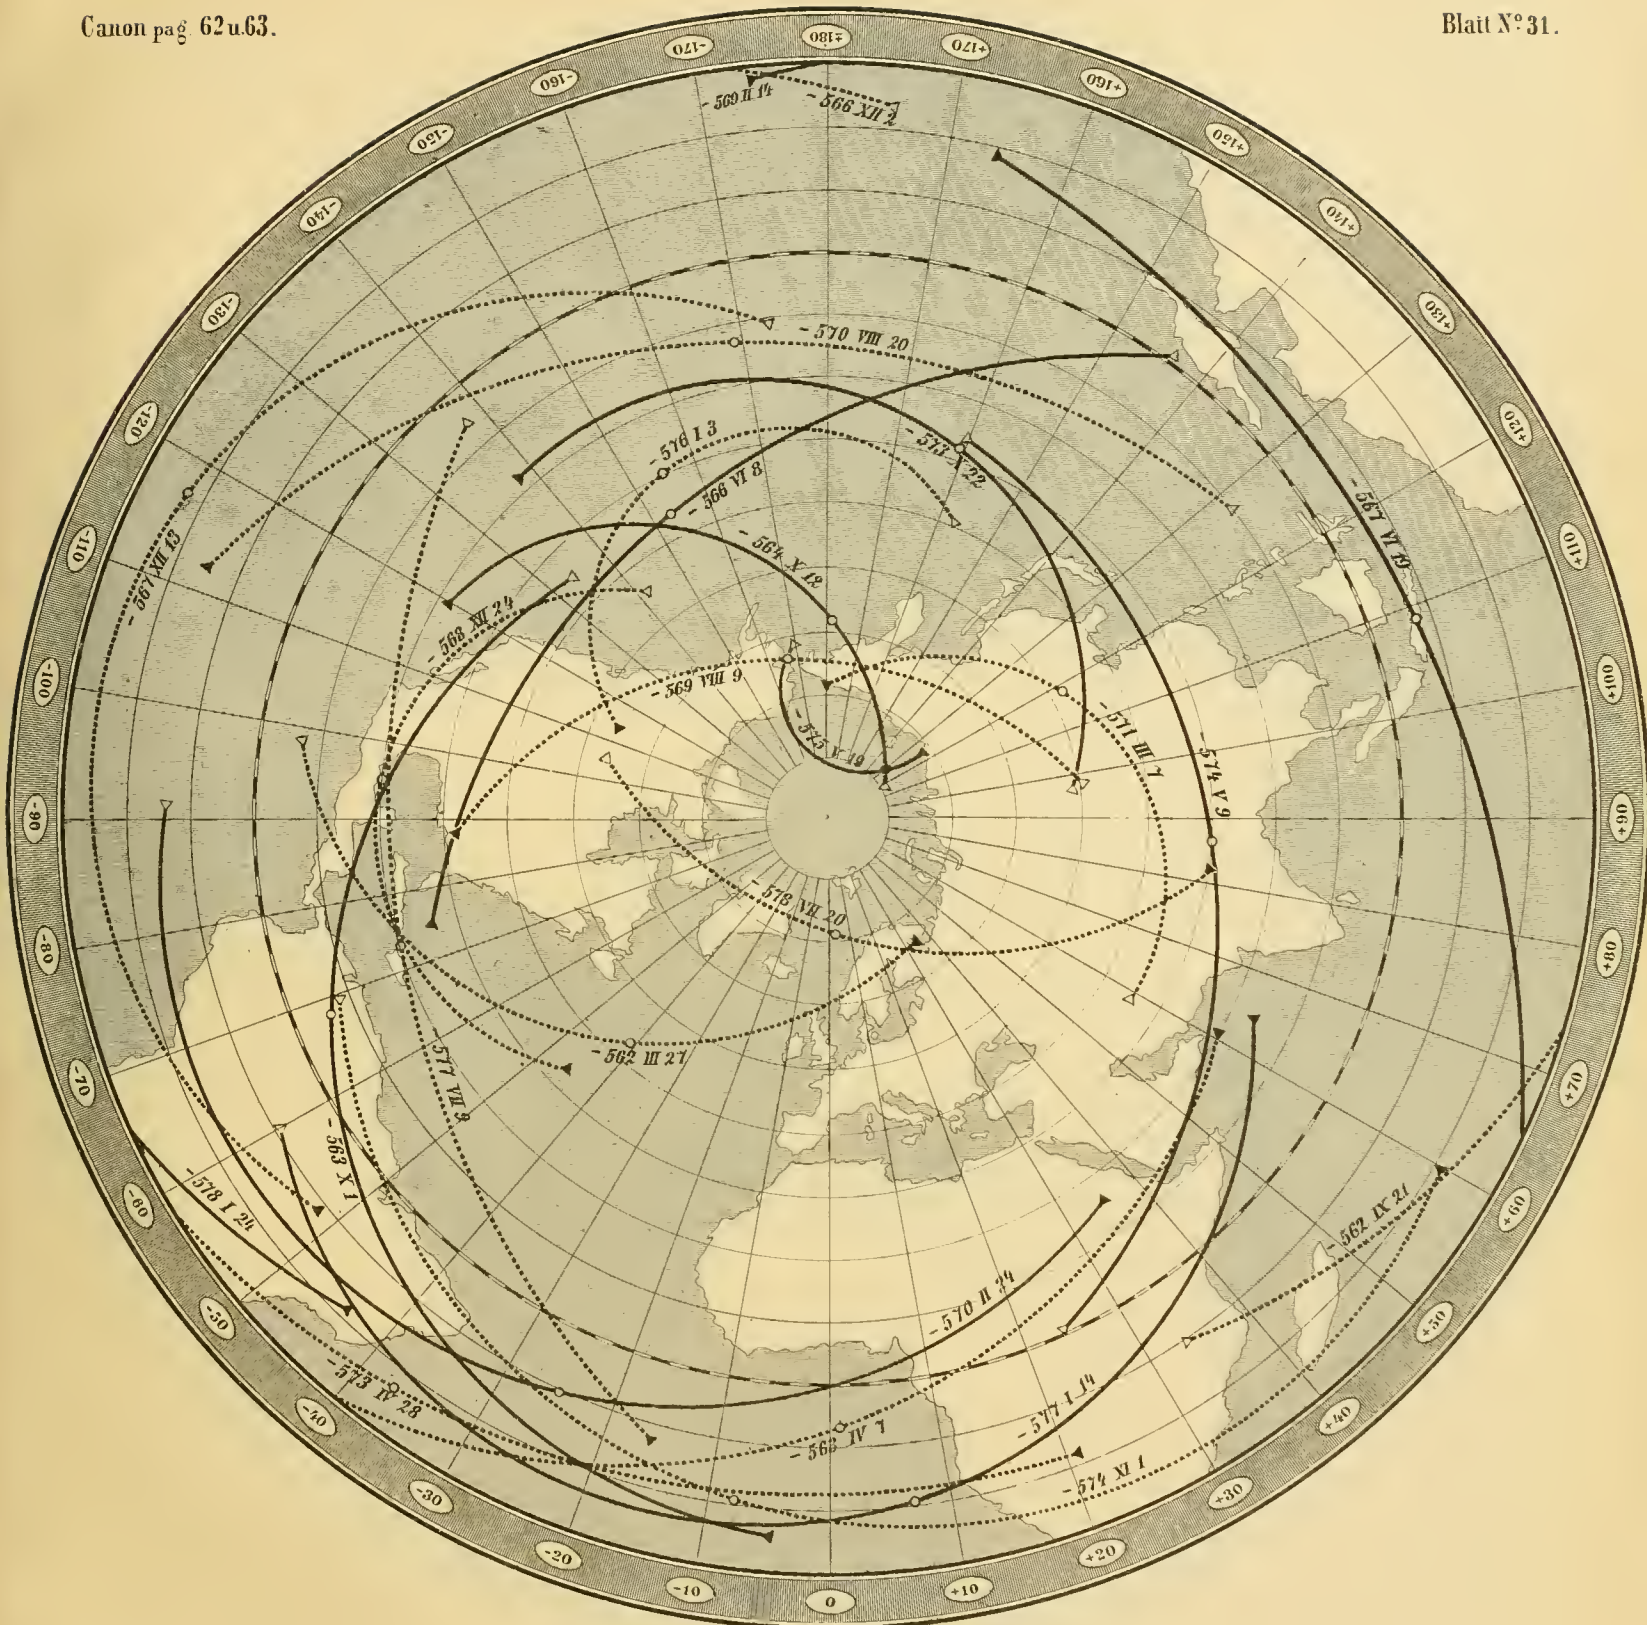 Canon pag. 62 u. 63.
Blatt Nº 31.
±180
+170
+160
+150
+140
+130
+120
+110
+100
+90
+80
+70
+60
+50
+40
+30
+20
+10
0
-10
-20
-30
-40
-50
-60
-70
-80
-90
-100
-110
-120
-130
-140
-150
-160
-170
- 569 II 14
- 566 XII 2
- 570 VIII 20
- 576 I 3
- 573 X 22
- 566 VI 8
- 567 VI 19
- 564 X 12
- 567 XII 13
- 568 XII 24
- 569 VIII 9
- 571 III 7
- 575 V 19
- 574 V 9
- 578 VII 20
- 562 III 27
- 577 VII 9
- 563 X 1
- 578 I 24
- 562 IX 21
- 570 II 24
- 573 IV 28
- 577 I 14
- 563 IV 7
- 574 XI 1